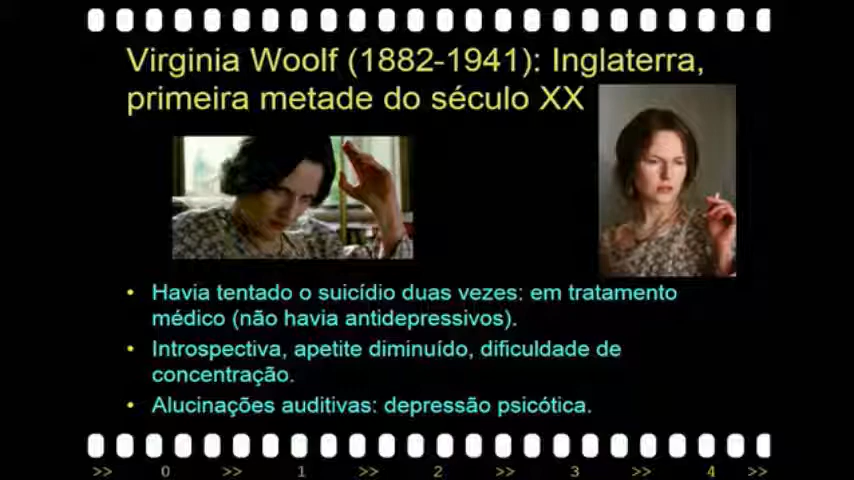 Virginia Woolf (1882-1941): Inglaterra,
primeira metade do século XX
• Havia tentado o suicídio duas vezes: em tratamento
médico (não havia antidepressivos).
• Introspectiva, apetite diminuído, dificuldade de
concentração.
• Alucinações auditivas: depressão psicótica.
>> 0 >> 1 >> 2 >> 3 >> 4 >>